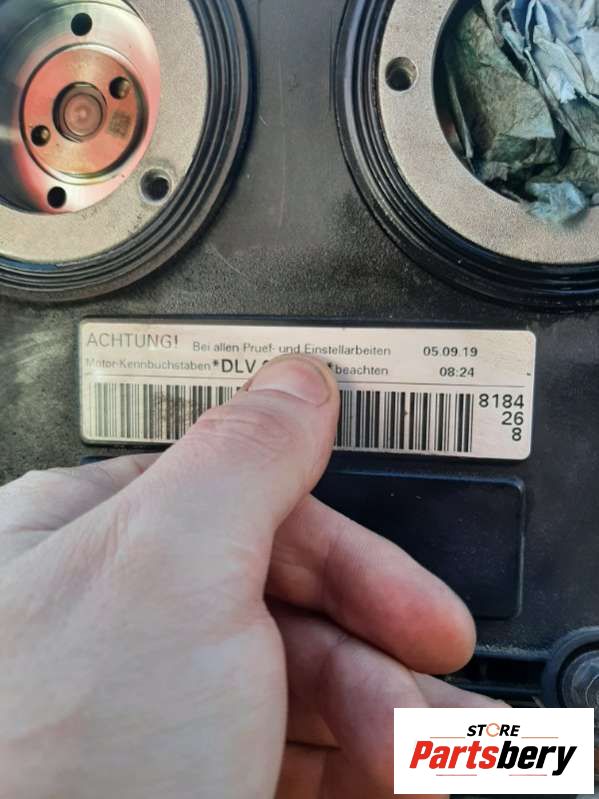 ACHTUNG! Bei allen Pruef- und Einstellarbeiten 05.09.19
Motor-Kennbuchstaben *DLV *beachten 08:24
8184
26
8
STORE
Partsbery